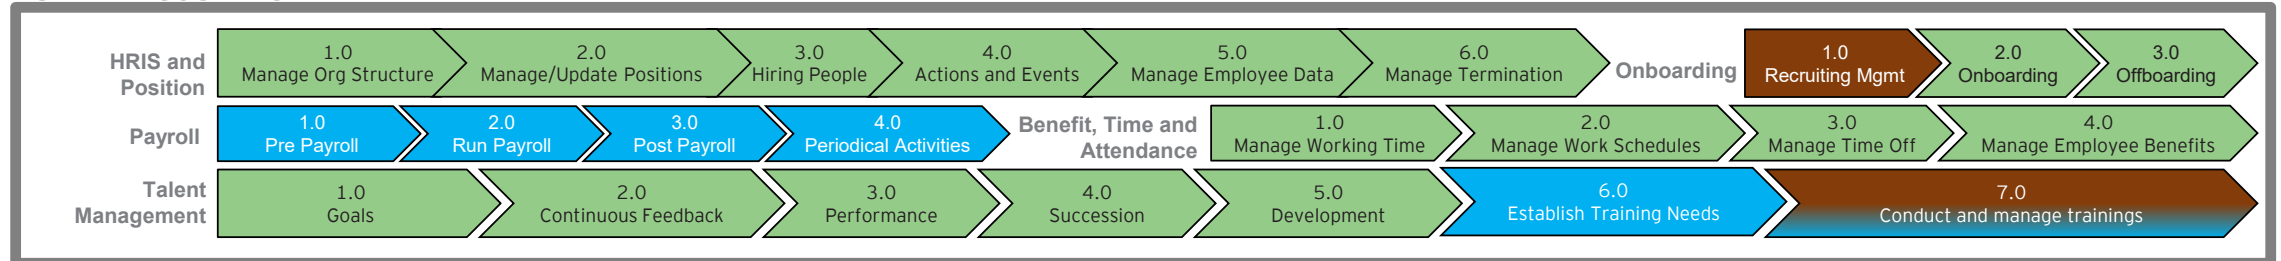 HRIS and
Position
1.0
Manage Org Structure
2.0
Manage/Update Positions
3.0
Hiring People
4.0
Actions and Events
5.0
Manage Employee Data
6.0
Manage Termination
Onboarding
1.0
Recruiting Mgmt
2.0
Onboarding
3.0
Offboarding
Payroll
1.0
Pre Payroll
2.0
Run Payroll
3.0
Post Payroll
4.0
Periodical Activities
Benefit, Time and
Attendance
1.0
Manage Working Time
2.0
Manage Work Schedules
3.0
Manage Time Off
4.0
Manage Employee Benefits
Talent
Management
1.0
Goals
2.0
Continuous Feedback
3.0
Performance
4.0
Succession
5.0
Development
6.0
Establish Training Needs
7.0
Conduct and manage trainings